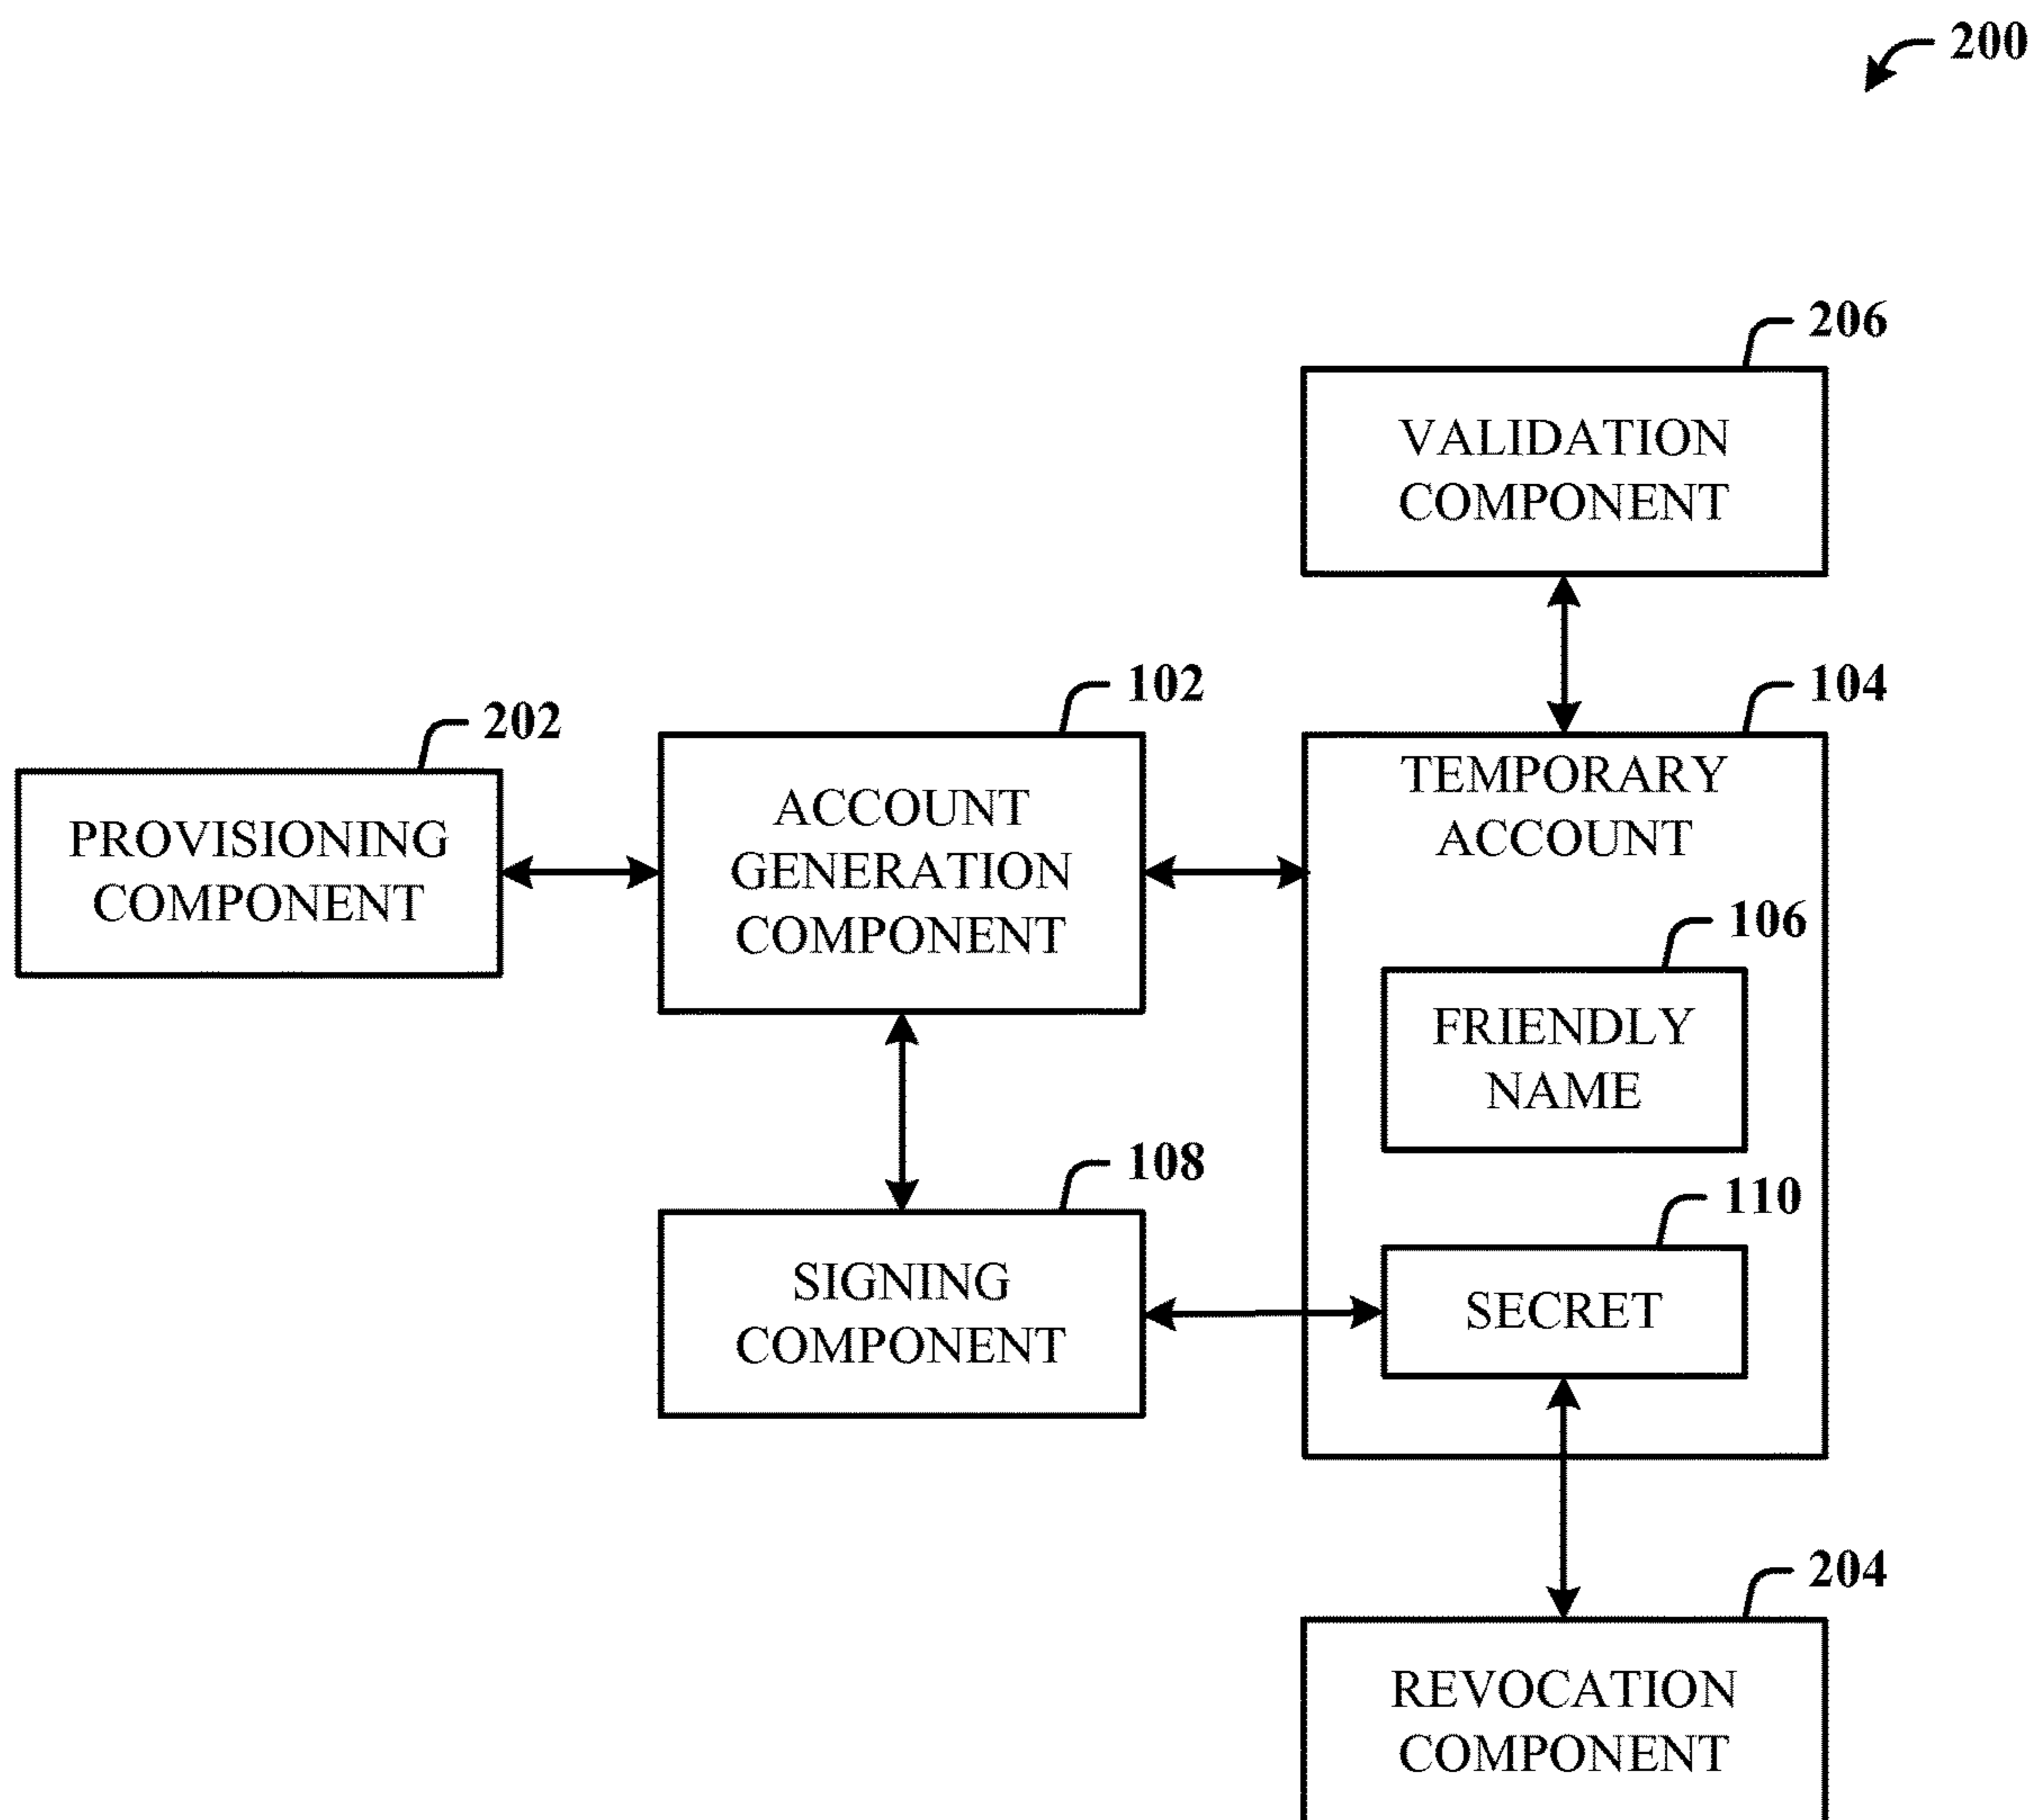 200
206
VALIDATION
COMPONENT
102
104
202
TEMPORARY
ACCOUNT
ACCOUNT
GENERATION
COMPONENT
PROVISIONING
COMPONENT
106
FRIENDLY
NAME
108
110
SIGNING
COMPONENT
SECRET
204
REVOCATION
COMPONENT